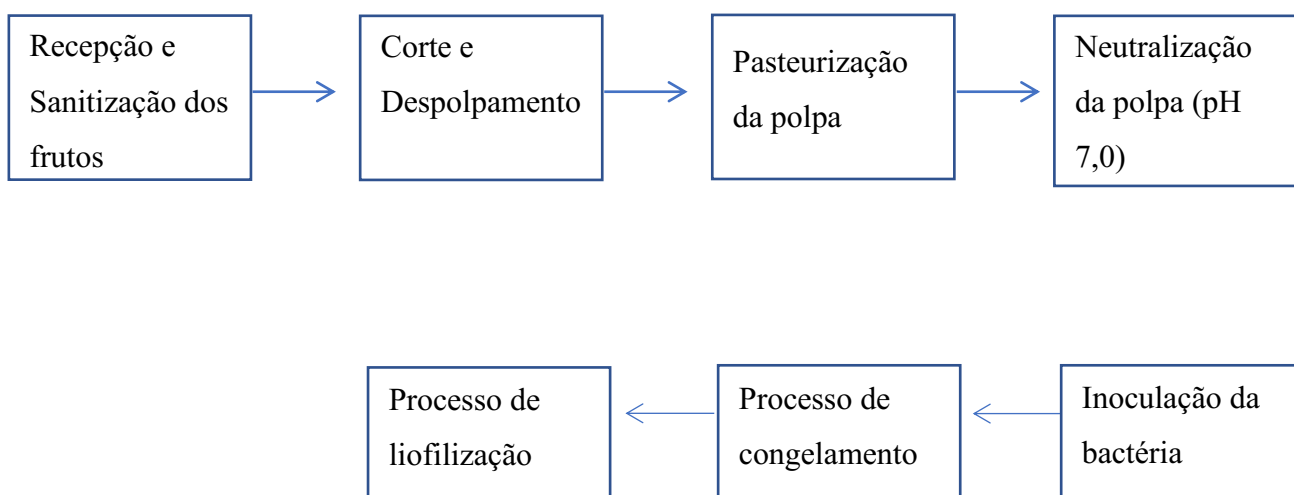 Recepção e
Sanitização dos
frutos
Corte e
Despolpamento
Pasteurização
da polpa
Neutralização
da polpa (pH
7,0)
Inoculação da
bactéria
Processo de
congelamento
Processo de
liofilização